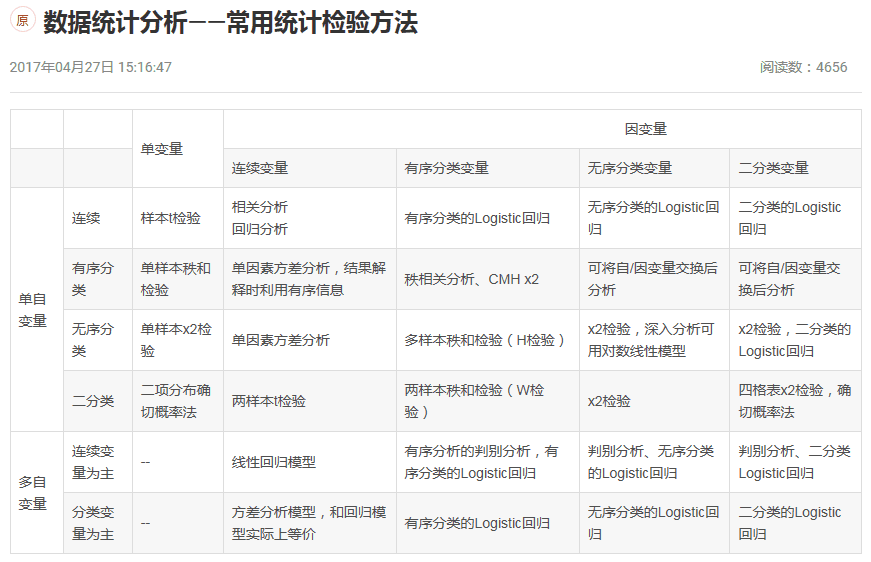 原 数据统计分析——常用统计检验方法
2017年04月27日 15:16:47 阅读数：4656
单变量 因变量
连续变量 有序分类变量 无序分类变量 二分类变量
单自变量
连续
样本t检验
相关分析
回归分析
有序分类的Logistic回归
无序分类的Logistic回
归
二分类的Logistic
回归
有序分
类
单样本秩和
检验
单因素方差分析，结果解
释时利用有序信息
秩相关分析、CMH x2
可将自/因变量交换后
分析
可将自/因变量交
换后分析
无序分
类
单样本x2检
验
单因素方差分析
多样本秩和检验（H检验）
x2检验，深入分析可
用对数线性模型
x2检验，二分类的
Logistic回归
二分类
二项分布确
切概率法
两样本t检验
两样本秩和检验（W检
验）
x2检验
四格表x2检验，确
切概率法
多自
变量
连续变
量为主
--
线性回归模型
有序分析的判别分析，有
序分类的Logistic回归
判别分析、无序分类
的Logistic回归
判别分析、二分类
Logistic回归
分类变
量为主
--
方差分析模型，和回归模
型实际上等价
有序分类的Logistic回归
无序分类的Logistic回
归
二分类的Logistic
回归